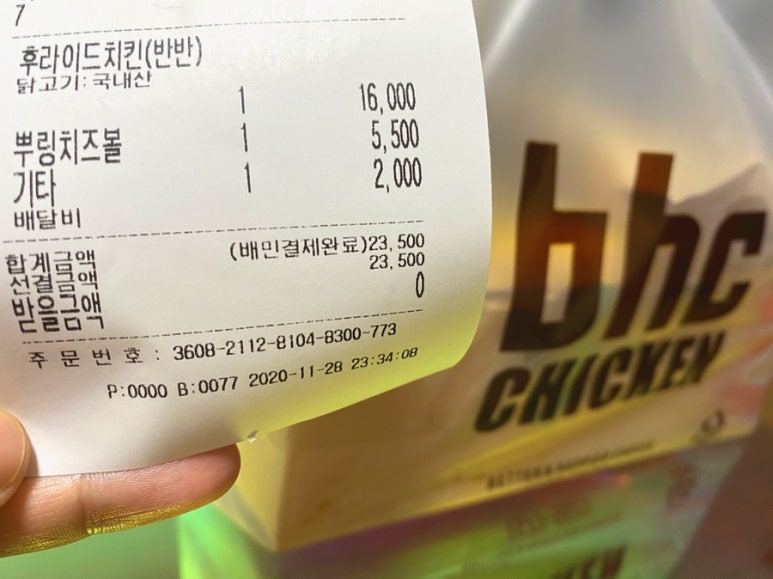 7
후라이드치킨(반반)
닭고기:국내산
1 16,000
뿌링치즈볼 1 5,500
기타 1 2,000
배달비
합계금액 (배민결제완료)23,500
선결금액 23,500
받을금액 0
주문번호 : 3608-2112-8104-8300-773
P:0000 B:0077 2020-11-28 23:34:08
bhc
CHICKEN